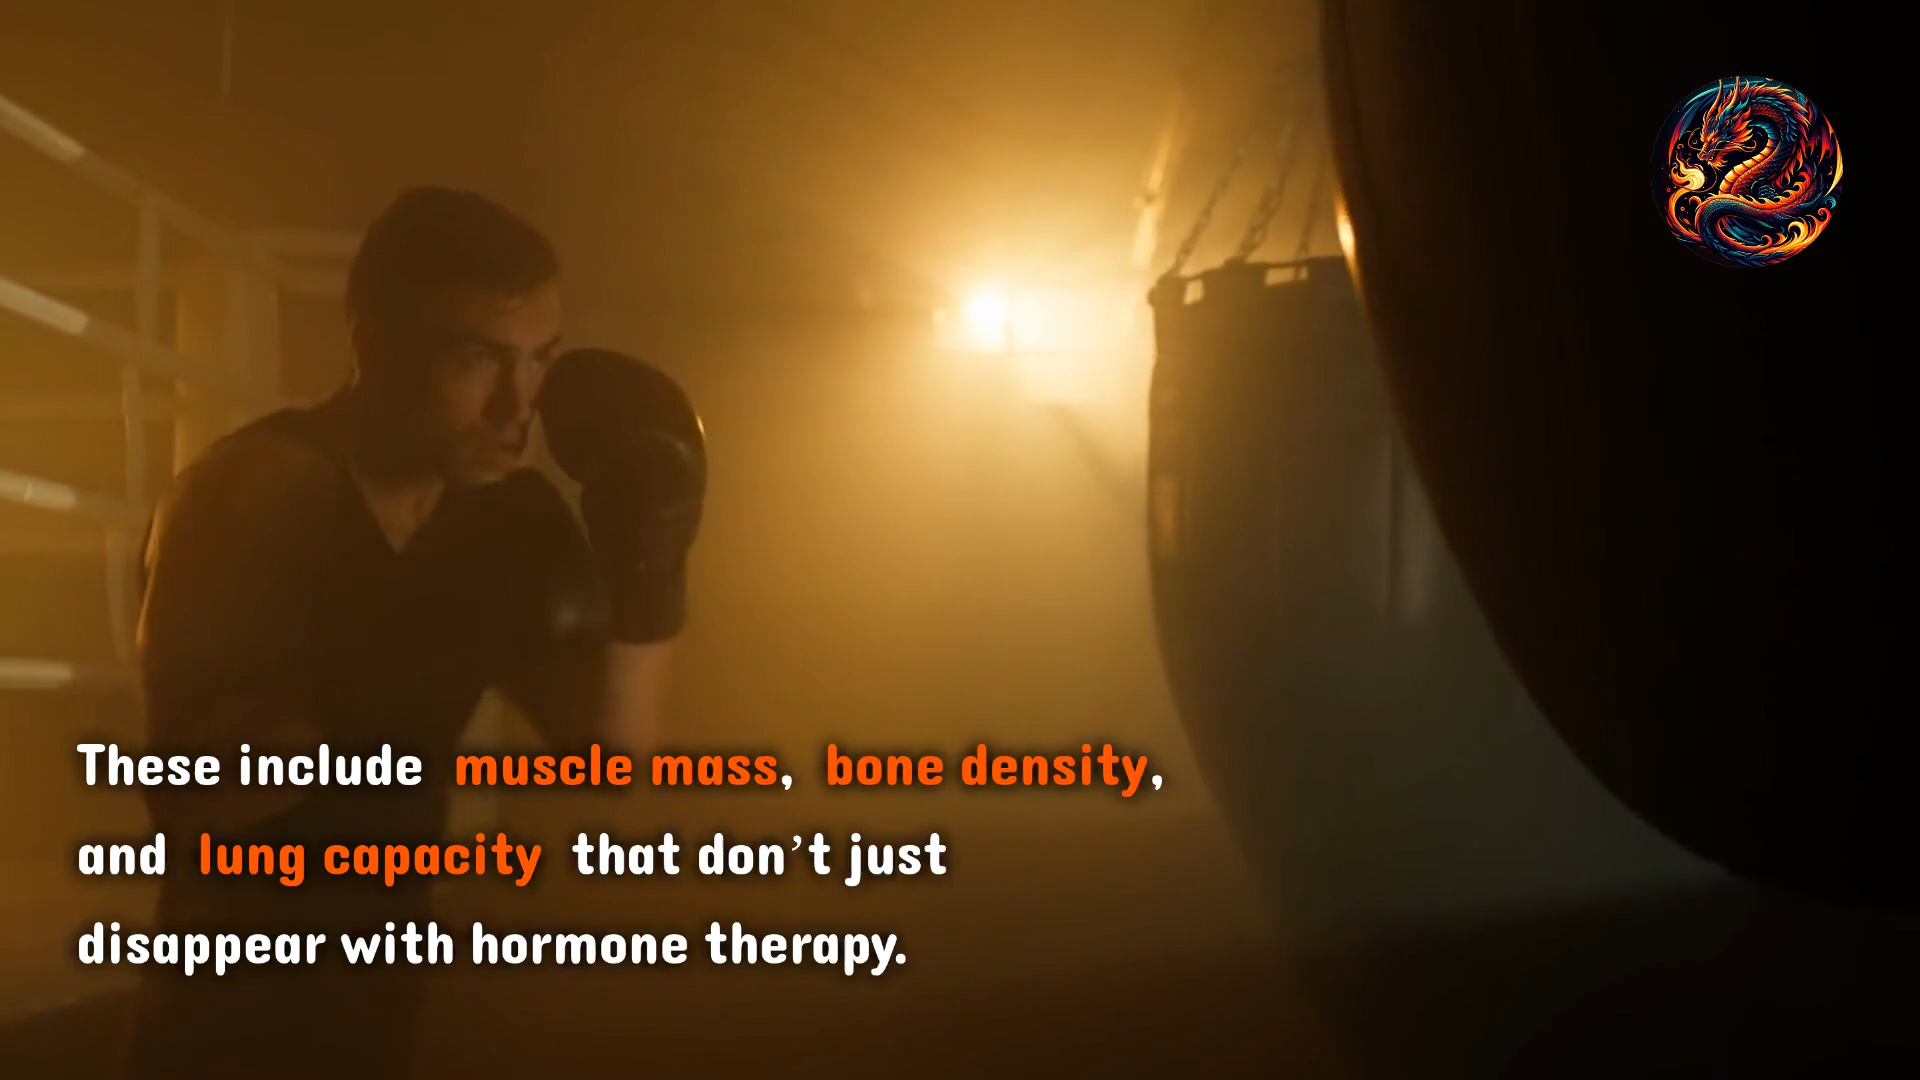 These include muscle mass, bone density,
and lung capacity that don’t just
disappear with hormone therapy.